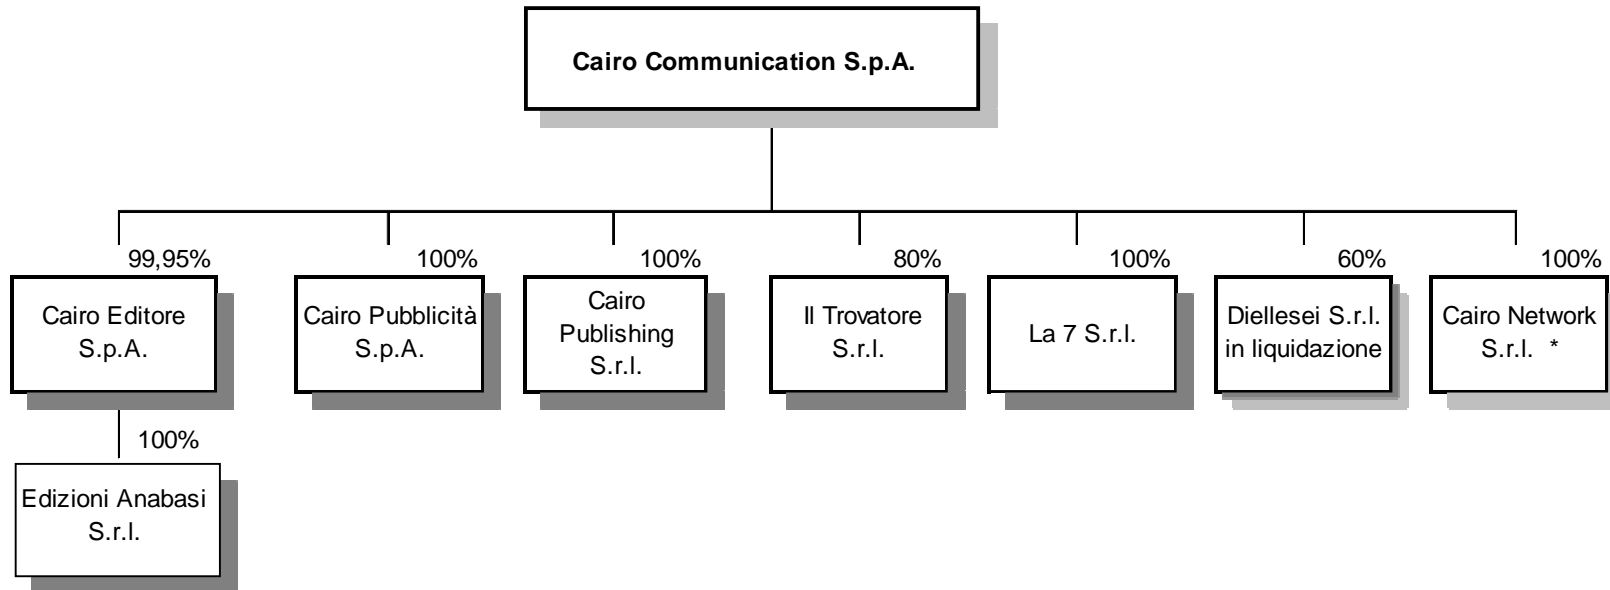 Cairo Communication S.p.A.
99,95%
100%
100%
80%
100%
60%
100%
Cairo Editore
S.p.A.
Cairo Pubblicità
S.p.A.
Cairo
Publishing
S.r.l.
Il Trovatore
S.r.l.
La 7 S.r.l.
Diellesei S.r.l.
in liquidazione
Cairo Network
S.r.l. *
100%
Edizioni Anabasi
S.r.l.